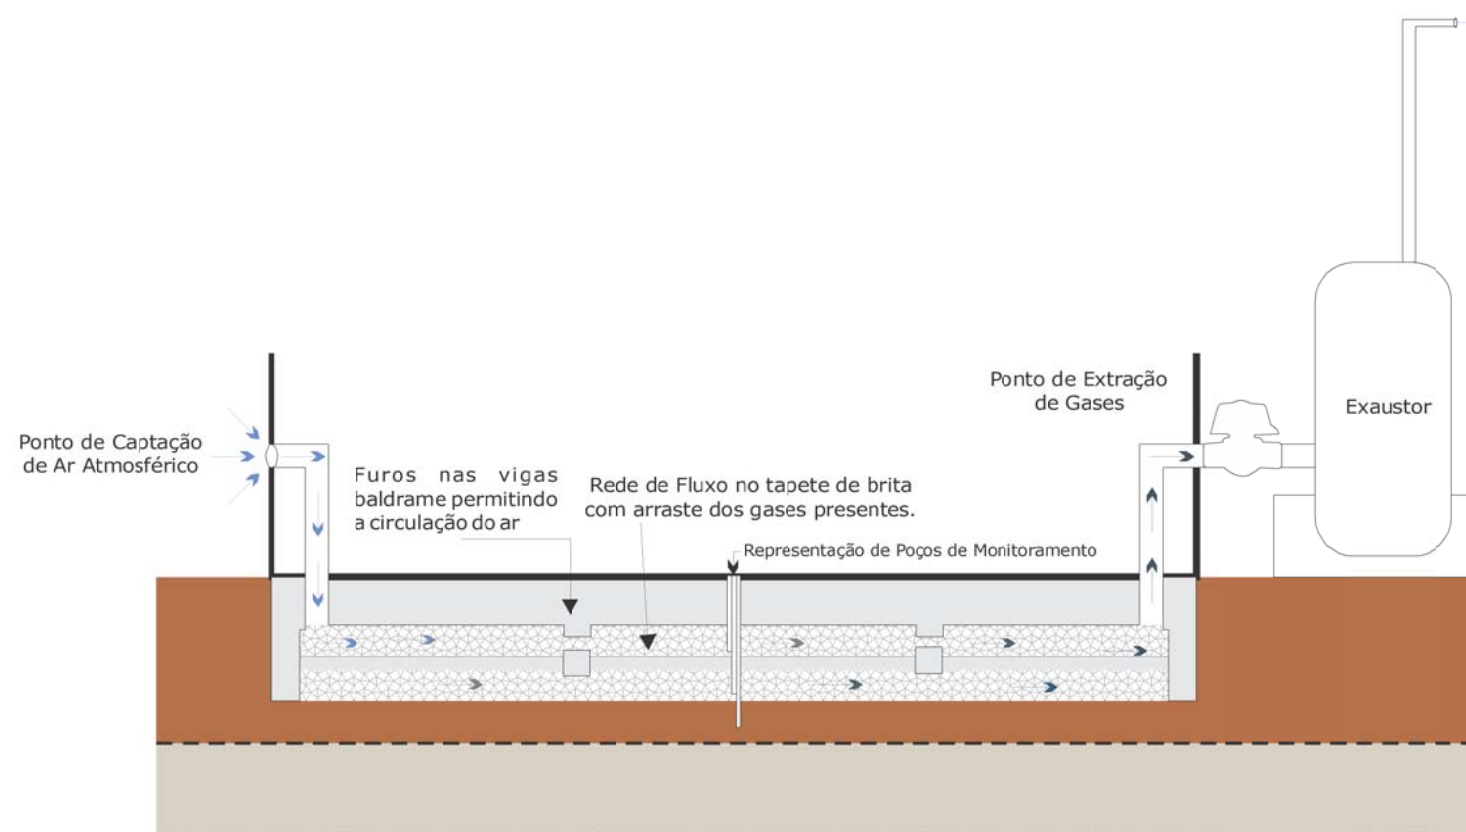 Ponto de Captação
de Ar Atmosférico
Furos nas vigas
baldrame permitindo
a circulação do ar
Rede de Fluxo no tapete de brita
com arraste dos gases presentes.
Representação de Poços de Monitoramento
Ponto de Extração
de Gases
Exaustor